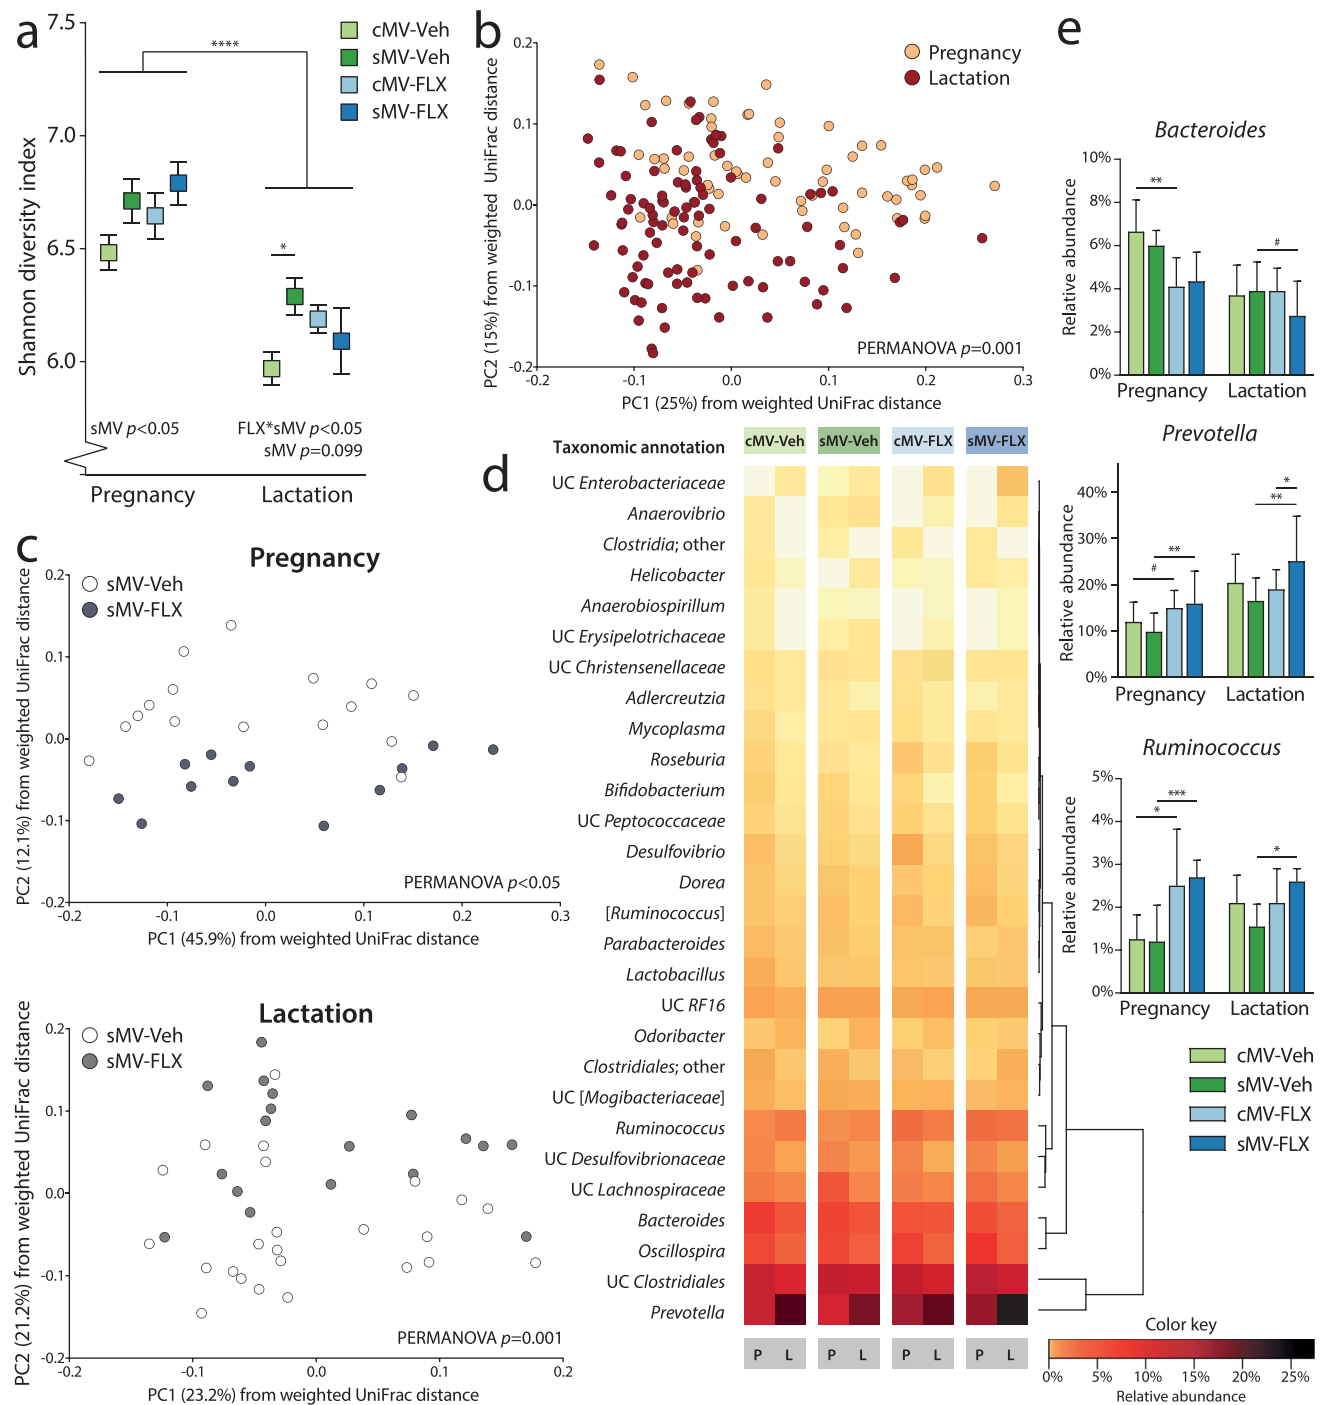 a
7.5
7.0
6.5
6.0
Shannon diversity index
****
*
cMV-Veh
sMV-Veh
cMV-FLX
sMV-FLX
sMV p<0.05
FLX*sMV p<0.05
sMV p=0.099
Pregnancy
Lactation
b
0.2
0.1
0.0
-0.1
-0.2
PC2 (15%) from weighted UniFrac distance
Pregnancy
Lactation
PERMANOVA p=0.001
-0.2
-0.1
0.0
0.1
0.2
0.3
PC1 (25%) from weighted UniFrac distance
c
Pregnancy
sMV-Veh
sMV-FLX
0.2
0.1
0.0
-0.1
-0.2
PC2 (12.1%) from weighted UniFrac distance
PERMANOVA p<0.05
-0.2
-0.1
0.0
0.1
0.2
0.3
PC1 (45.9%) from weighted UniFrac distance
Lactation
sMV-Veh
sMV-FLX
0.2
0.1
0.0
-0.1
-0.2
PC2 (21.2%) from weighted UniFrac distance
PERMANOVA p=0.001
-0.2
-0.1
0.0
0.1
0.2
PC1 (23.2%) from weighted UniFrac distance
d
Taxonomic annotation
cMV-Veh
sMV-Veh
cMV-FLX
sMV-FLX
UC Enterobacteriaceae
Anaerovibrio
Clostridia; other
Helicobacter
Anaerobiospirillum
UC Erysipelotrichaceae
UC Christensenellaceae
Adlercreutzia
Mycoplasma
Roseburia
Bifidobacterium
UC Peptococcaceae
Desulfovibrio
Dorea
[Ruminococcus]
Parabacteroides
Lactobacillus
UC RF16
Odoribacter
Clostridiales; other
UC [Mogibacteriaceae]
Ruminococcus
UC Desulfovibrionaceae
UC Lachnospiraceae
Bacteroides
Oscillospira
UC Clostridiales
Prevotella
P L P L P L P L
Color key
0% 5% 10% 15% 20% 25%
Relative abundance
e
Bacteroides
10%
8%
6%
4%
2%
0%
Relative abundance
**
#
Pregnancy
Lactation
Prevotella
40%
30%
20%
10%
0%
Relative abundance
#
**
**
*
Pregnancy
Lactation
Ruminococcus
5%
4%
3%
2%
1%
0%
Relative abundance
***
*
*
Pregnancy
Lactation
cMV-Veh
sMV-Veh
cMV-FLX
sMV-FLX